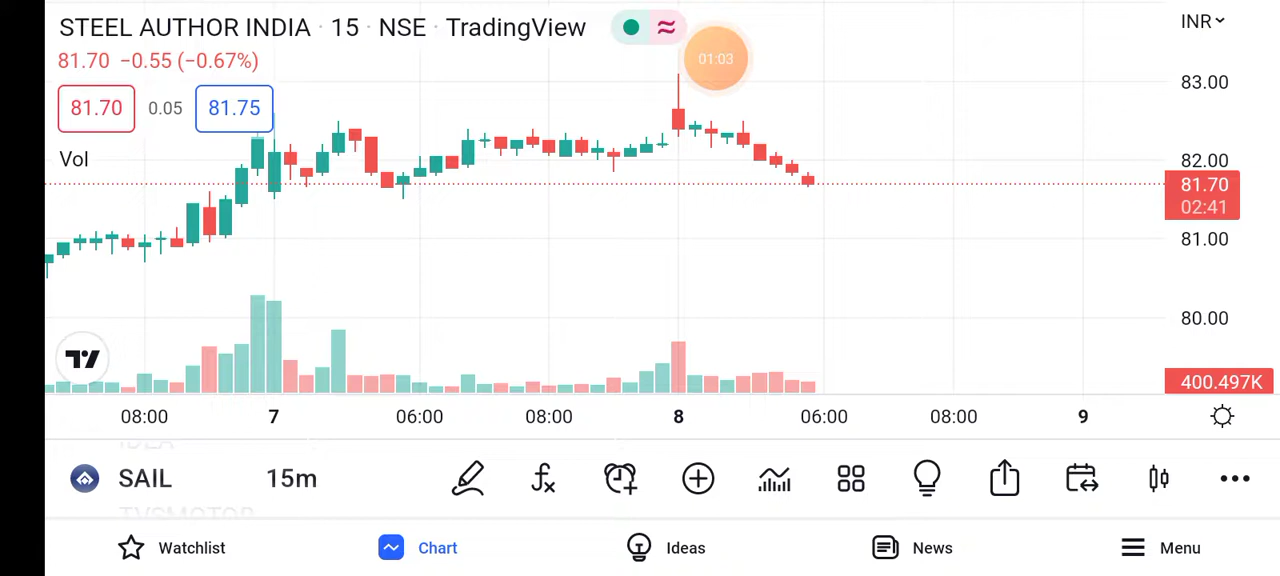 STEEL AUTHOR INDIA · 15 · NSE · TradingView
01:03
INR
81.70 −0.55 (−0.67%)
83.00
81.70 0.05 81.75
Vol
82.00
81.70
02:41
81.00
80.00
400.497K
08:00 7 06:00 08:00 8 06:00 08:00 9
SAIL 15m
TVSMOTOR
Watchlist Chart Ideas News Menu